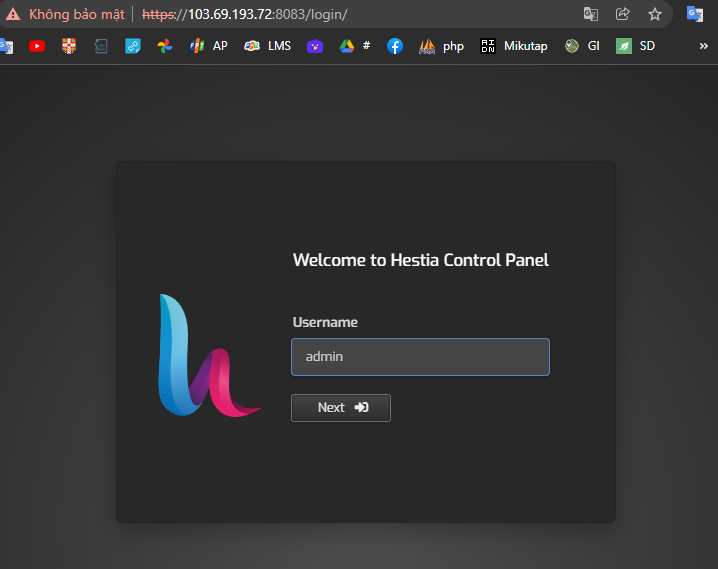 Không bảo mật https://103.69.193.72:8083/login/
AP LMS # php Mikutap GI SD »
Welcome to Hestia Control Panel
Username
admin
Next